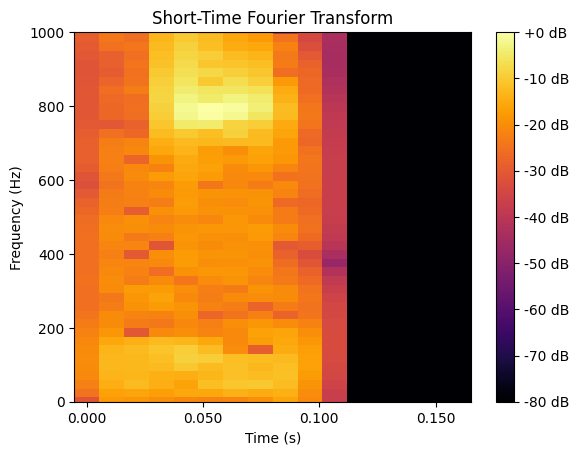 Short-Time Fourier Transform
1000
800
600
400
200
0
Frequency (Hz)
0.000
0.050
0.100
0.150
Time (s)
+0 dB
-10 dB
-20 dB
-30 dB
-40 dB
-50 dB
-60 dB
-70 dB
-80 dB